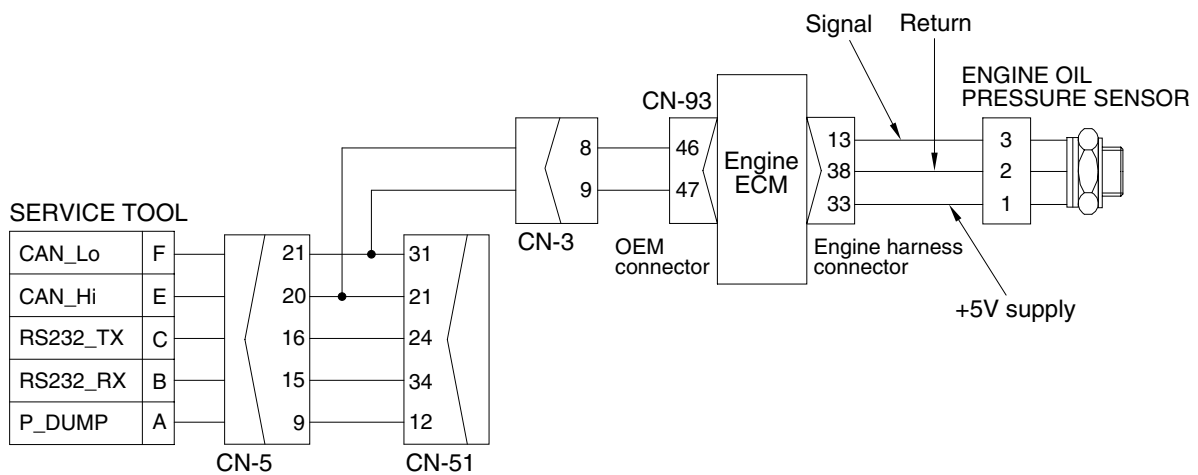 Signal Return
ENGINE OIL
PRESSURE SENSOR
CN-93
8 46 Engine 13 3
ECM
38 2
9 47
33 1
CN-3
OEM
connector
Engine harness
connector
+5V supply
SERVICE TOOL
CAN_Lo F 21 31
CAN_Hi E 20 21
RS232_TX C 16 24
RS232_RX B 15 34
P_DUMP A 9 12
CN-5 CN-51